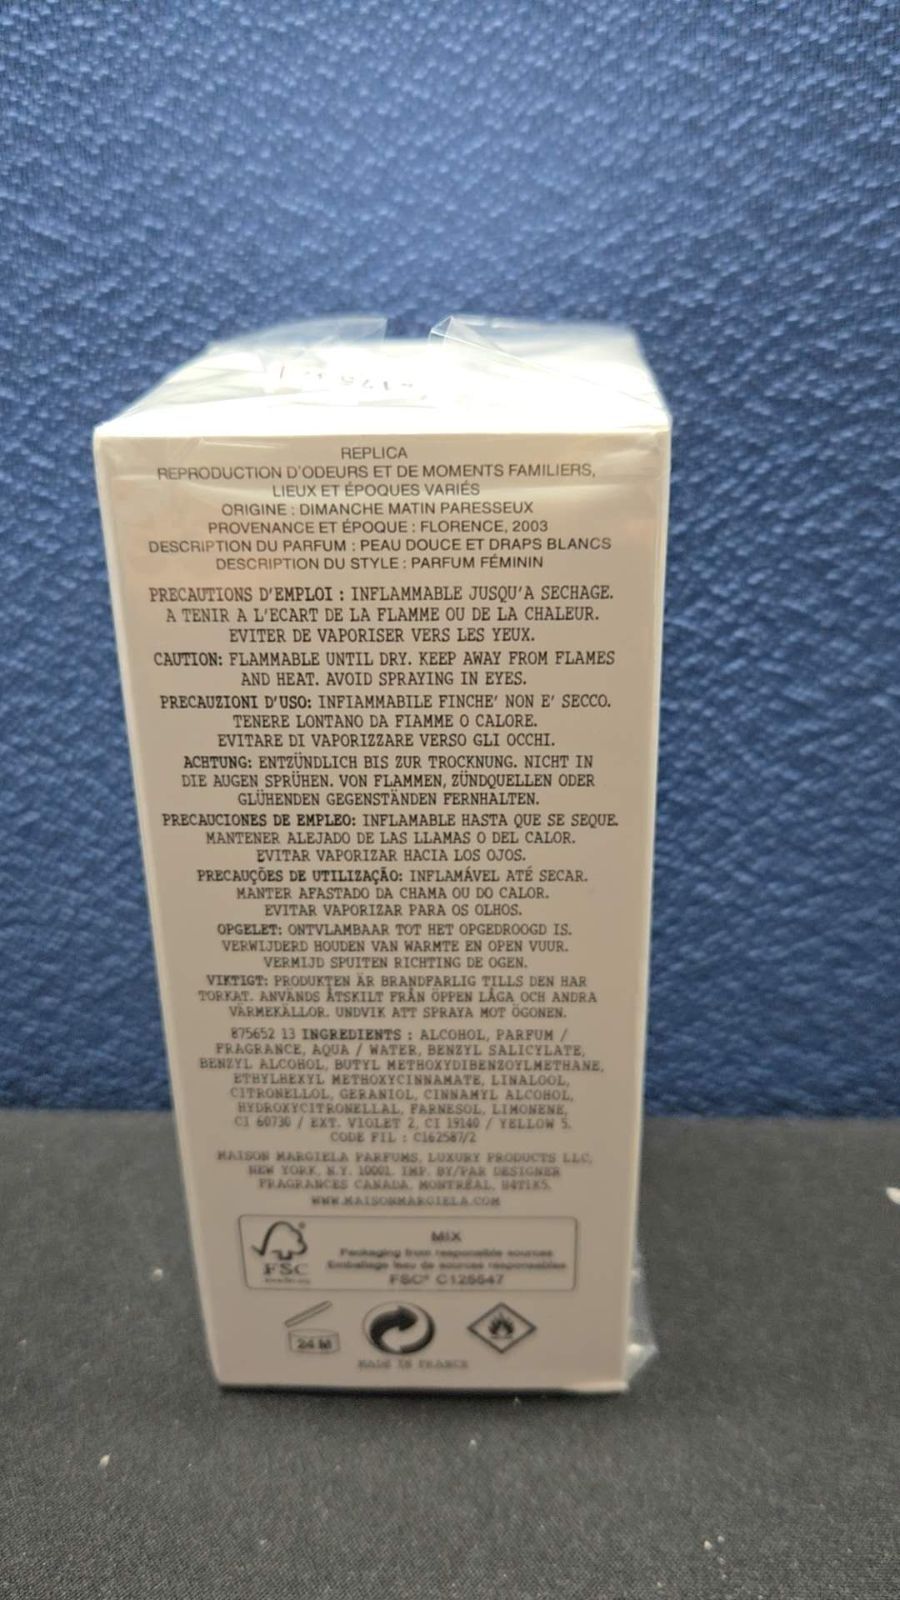 REPLICA
REPRODUCTION D'ODEURS ET DE MOMENTS FAMILIERS,
LIEUX ET ÉPOQUES VARIÉS
ORIGINE : DIMANCHE MATIN PARESSEUX
PROVENANCE ET ÉPOQUE : FLORENCE, 2003
DESCRIPTION DU PARFUM : PEAU DOUCE ET DRAPS BLANCS
DESCRIPTION DU STYLE : PARFUM FÉMININ
PRECAUTIONS D'EMPLOI : INFLAMMABLE JUSQU'A SECHAGE.
A TENIR A L'ECART DE LA FLAMME OU DE LA CHALEUR.
EVITER DE VAPORISER VERS LES YEUX.
CAUTION: FLAMMABLE UNTIL DRY. KEEP AWAY FROM FLAMES
AND HEAT. AVOID SPRAYING IN EYES.
PRECAUZIONI D'USO: INFIAMMABILE FINCHE' NON E' SECCO.
TENERE LONTANO DA FIAMME O CALORE.
EVITARE DI VAPORIZZARE VERSO GLI OCCHI.
ACHTUNG: ENTZÜNDLICH BIS ZUR TROCKNUNG. NICHT IN
DIE AUGEN SPRÜHEN. VON FLAMMEN, ZÜNDQUELLEN ODER
GLÜHENDEN GEGENSTÄNDEN FERNHALTEN.
PRECAUCIONES DE EMPLEO: INFLAMABLE HASTA QUE SE SEQUE.
MANTENER ALEJADO DE LAS LLAMAS O DEL CALOR.
EVITAR VAPORIZAR HACIA LOS OJOS.
PRECAUÇÕES DE UTILIZAÇÃO: INFLAMÁVEL ATÉ SECAR.
MANTER AFASTADO DA CHAMA OU DO CALOR.
EVITAR VAPORIZAR PARA OS OLHOS.
OPGELET: ONTVLAMBAAR TOT HET OPGEDROOGD IS.
VERWIJDERD HOUDEN VAN WARMTE EN OPEN VUUR.
VERMIJD SPUITEN RICHTING DE OGEN.
VIKTIGT: PRODUKTEN ÄR BRANDFARLIG TILLS DEN HAR
TORKAT. ANVÄNDS ÅTSKILT FRÅN ÖPPEN LÅGA OCH ANDRA
VÄRMEKÄLLOR. UNDVIK ATT SPRAYA MOT ÖGONEN.
875652 13 INGREDIENTS : ALCOHOL, PARFUM /
FRAGRANCE, AQUA / WATER, BENZYL SALICYLATE,
BENZYL ALCOHOL, BUTYL METHOXYDIBENZOYLMETHANE,
ETHYLHEXYL METHOXYCINNAMATE, LINALOOL,
CITRONELLOL, GERANIOL, CINNAMYL ALCOHOL,
HYDROXYCITRONELLAL, FARNESOL, LIMONENE,
CI 60730 / EXT. VIOLET 2, CI 19140 / YELLOW 5.
CODE FIL : C162587/2
MAISON MARGIELA PARFUMS, LUXURY PRODUCTS LLC,
NEW YORK, N.Y. 10001. IMP. BY/PAR DESIGNER
FRAGRANCES CANADA, MONTRÉAL, H4T1K5.
WWW.MAISONMARGIELA.COM
FSC
MIX
Packaging from responsible sources
Emballage issu de sources responsables
FSC® C125547
24 M
MADE IN FRANCE